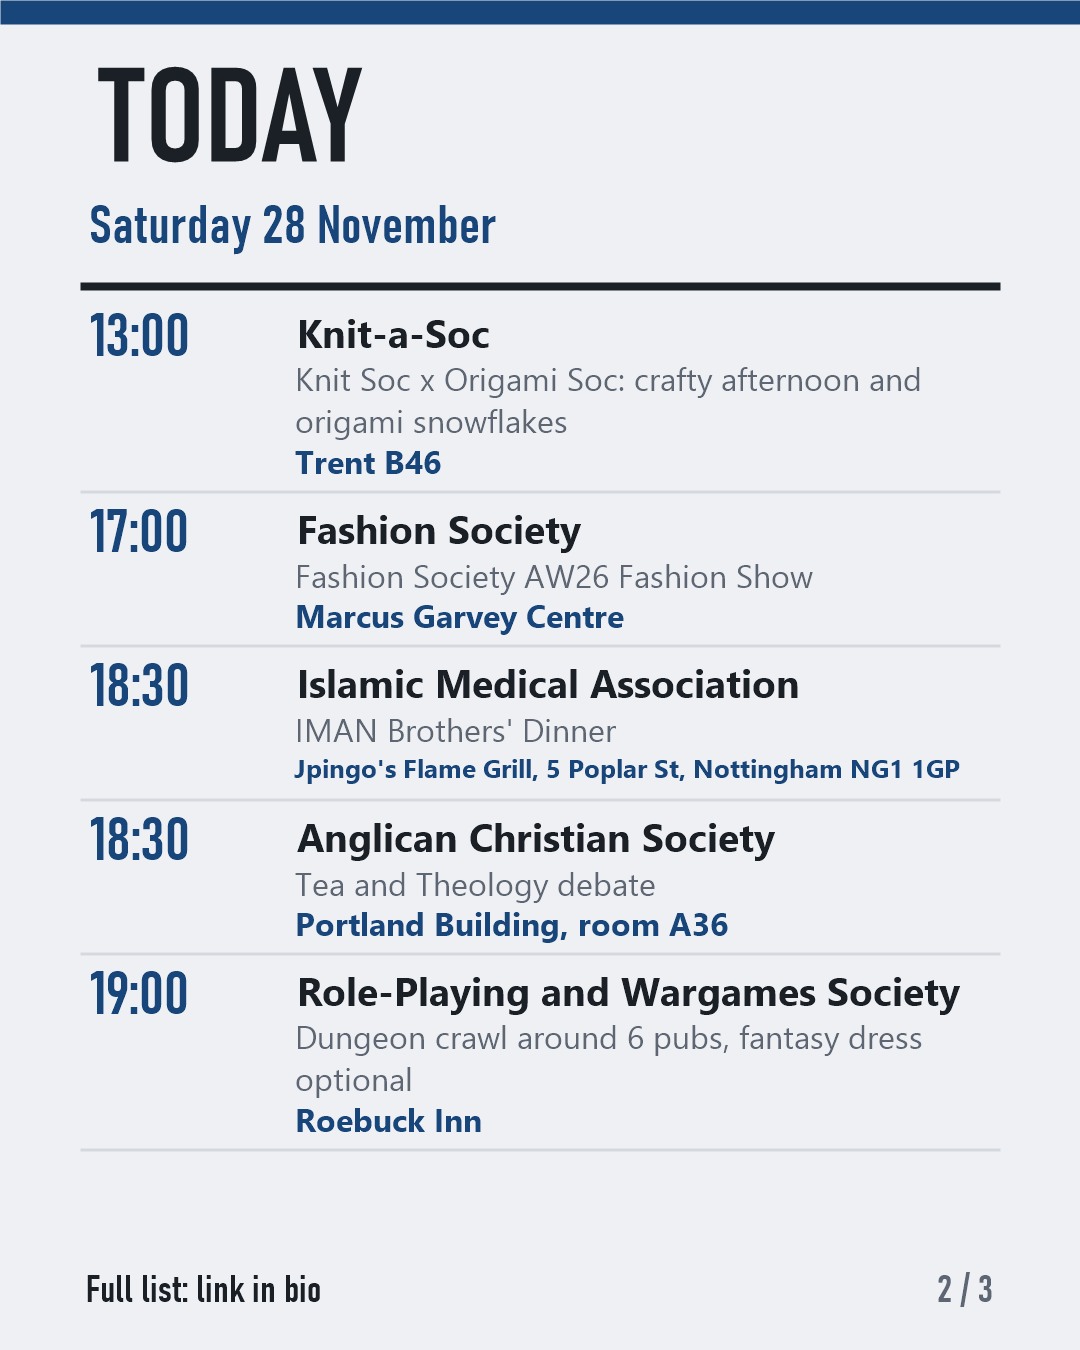 TODAY
Saturday 28 November
13:00
Knit-a-Soc
Knit Soc x Origami Soc: crafty afternoon and
origami snowflakes
Trent B46
17:00
Fashion Society
Fashion Society AW26 Fashion Show
Marcus Garvey Centre
18:30
Islamic Medical Association
IMAN Brothers' Dinner
Jpingo's Flame Grill, 5 Poplar St, Nottingham NG1 1GP
18:30
Anglican Christian Society
Tea and Theology debate
Portland Building, room A36
19:00
Role-Playing and Wargames Society
Dungeon crawl around 6 pubs, fantasy dress
optional
Roebuck Inn
Full list: link in bio
2 / 3